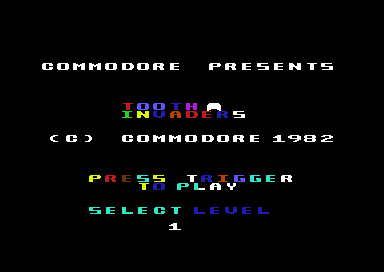 COMMODORE PRESENTS
TOOTH
INVADERS
(C) COMMODORE 1982
PRESS TRIGGER
TO PLAY
SELECT LEVEL
1